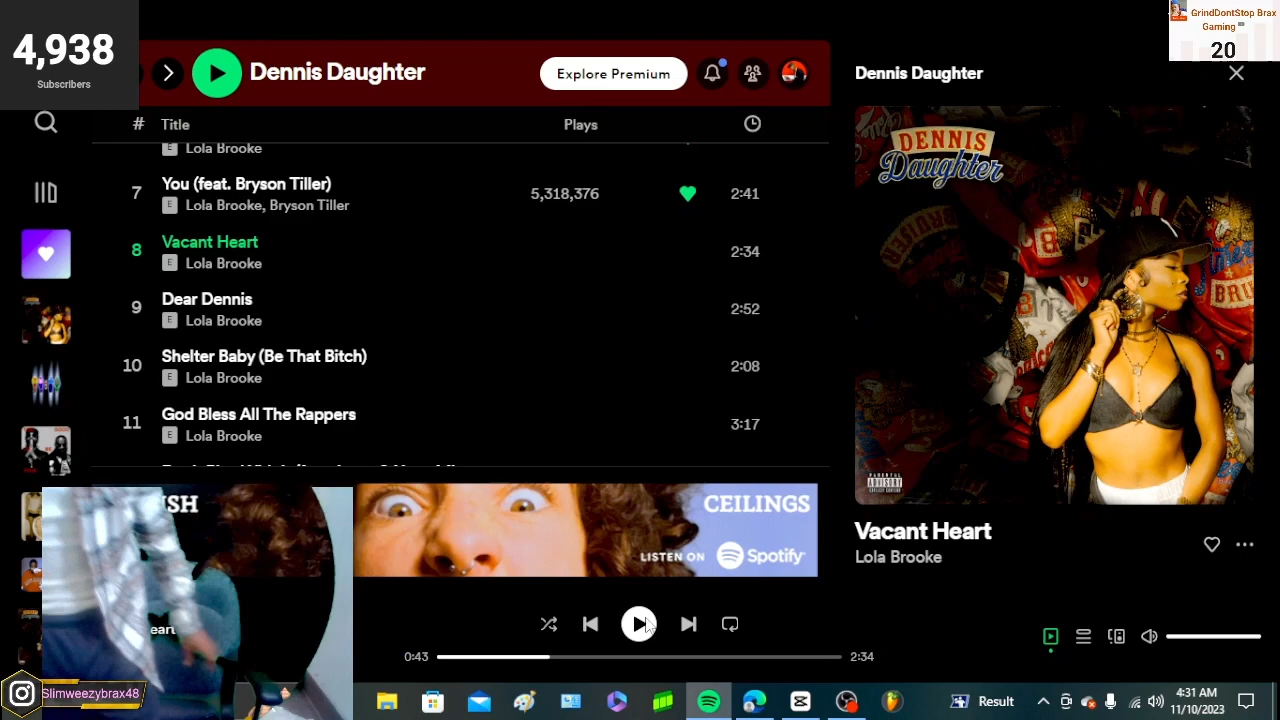 4,938
Subscribers
Dennis Daughter
Explore Premium
GrindDontStop Brax
Gaming
20
Dennis Daughter
# Title Plays
E Lola Brooke
7 You (feat. Bryson Tiller) 5,318,376 2:41
E Lola Brooke, Bryson Tiller
8 Vacant Heart 2:34
E Lola Brooke
9 Dear Dennis 2:52
E Lola Brooke
10 Shelter Baby (Be That Bitch) 2:08
E Lola Brooke
11 God Bless All The Rappers 3:17
E Lola Brooke
DENNIS
Daughter
PARENTAL
ADVISORY
EXPLICIT CONTENT
Vacant Heart
Lola Brooke
CEILINGS
LISTEN ON Spotify
0:43 2:34
Slimweezybrax48
Result
4:31 AM
11/10/2023